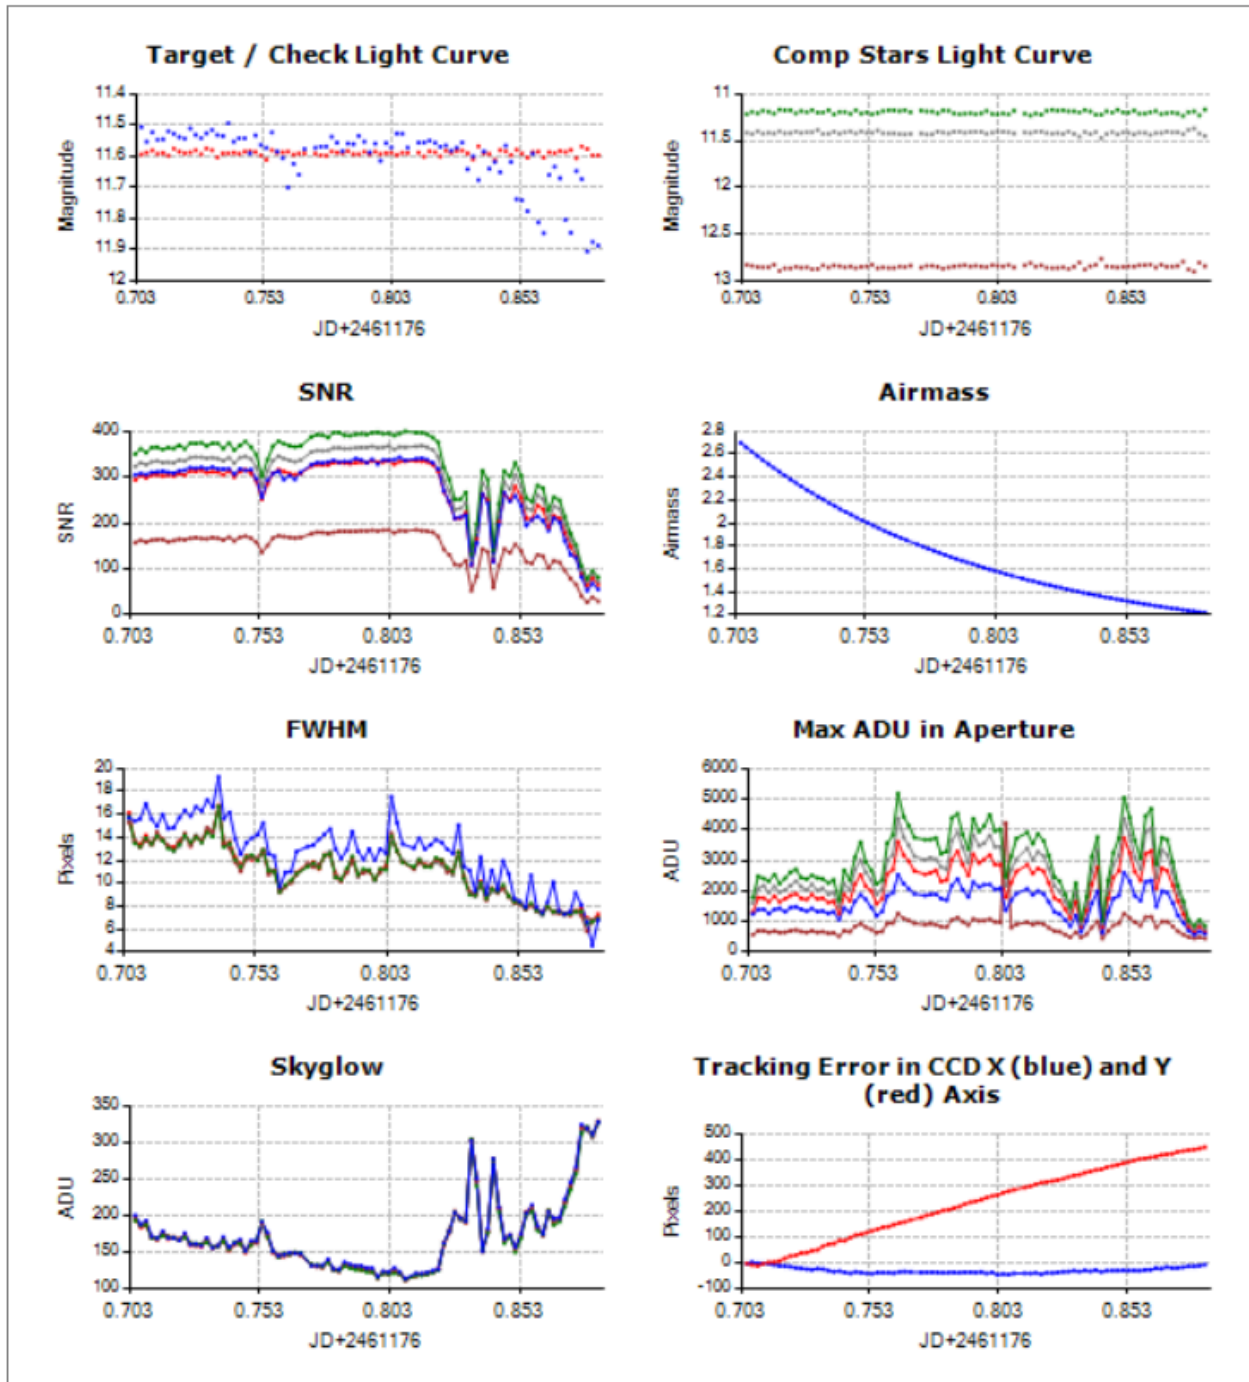 Target / Check Light Curve
11.4
11.5
11.6
11.7
11.8
11.9
12
Magnitude
0.703 0.753 0.803 0.853
JD+2461176
Comp Stars Light Curve
11
11.5
12
12.5
13
Magnitude
0.703 0.753 0.803 0.853
JD+2461176
SNR
400
300
200
100
0
SNR
0.703 0.753 0.803 0.853
JD+2461176
Airmass
2.8
2.6
2.4
2.2
2
1.8
1.6
1.4
1.2
Airmass
0.703 0.753 0.803 0.853
JD+2461176
FWHM
20
18
16
14
12
10
8
6
4
Pixels
0.703 0.753 0.803 0.853
JD+2461176
Max ADU in Aperture
6000
5000
4000
3000
2000
1000
0
ADU
0.703 0.753 0.803 0.853
JD+2461176
Skyglow
350
300
250
200
150
100
ADU
0.703 0.753 0.803 0.853
JD+2461176
Tracking Error in CCD X (blue) and Y
(red) Axis
500
400
300
200
100
0
-100
Pixels
0.703 0.753 0.803 0.853
JD+2461176